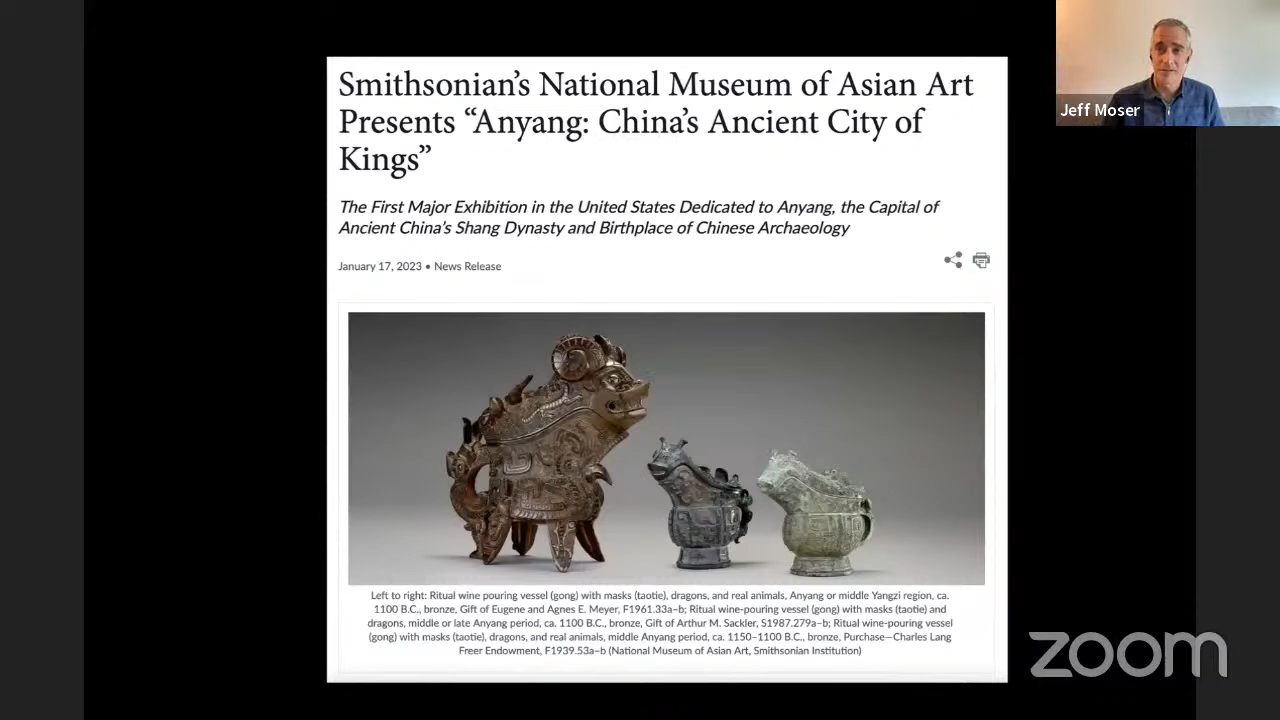 Smithsonian’s National Museum of Asian Art
Presents “Anyang: China’s Ancient City of
Kings”
The First Major Exhibition in the United States Dedicated to Anyang, the Capital of
Ancient China’s Shang Dynasty and Birthplace of Chinese Archaeology
January 17, 2023 • News Release
Left to right: Ritual wine pouring vessel (gong) with masks (taotie), dragons, and real animals, Anyang or middle Yangzi region, ca.
1100 B.C., bronze, Gift of Eugene and Agnes E. Meyer, F1961.33a–b; Ritual wine-pouring vessel (gong) with masks (taotie) and
dragons, middle or late Anyang period, ca. 1100 B.C., bronze, Gift of Arthur M. Sackler, S1987.279a–b; Ritual wine-pouring vessel
(gong) with masks (taotie), dragons, and real animals, middle Anyang period, ca. 1150–1100 B.C., bronze, Purchase—Charles Lang
Freer Endowment, F1939.53a–b (National Museum of Asian Art, Smithsonian Institution)
Jeff Moser
zoom